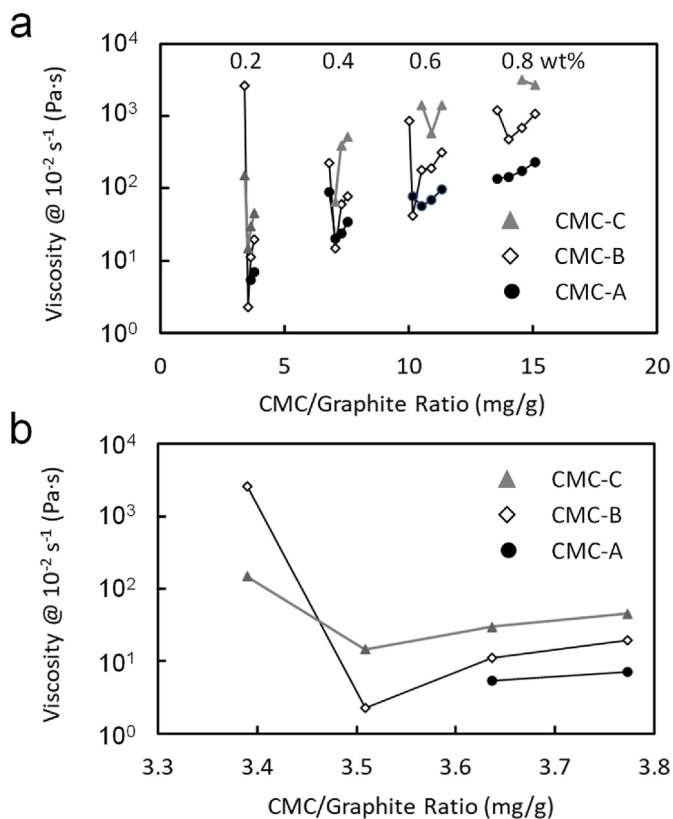 a
10⁴
0.2 0.4 0.6 0.8 wt%
10³
10²
10¹
10⁰
Viscosity @ 10⁻² s⁻¹ (Pa·s)
CMC-C
CMC-B
CMC-A
0 5 10 15 20
CMC/Graphite Ratio (mg/g)
b
10⁴
10³
10²
10¹
10⁰
Viscosity @ 10⁻² s⁻¹ (Pa·s)
CMC-C
CMC-B
CMC-A
3.3 3.4 3.5 3.6 3.7 3.8
CMC/Graphite Ratio (mg/g)